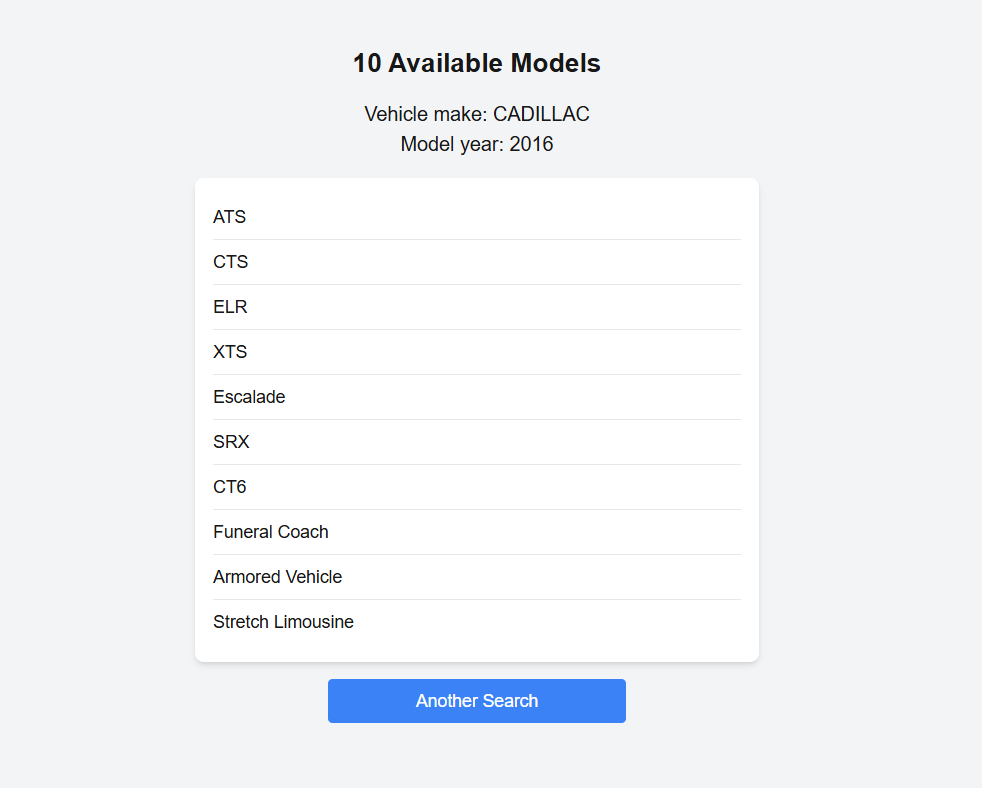 10 Available Models
Vehicle make: CADILLAC
Model year: 2016
ATS
CTS
ELR
XTS
Escalade
SRX
CT6
Funeral Coach
Armored Vehicle
Stretch Limousine
Another Search